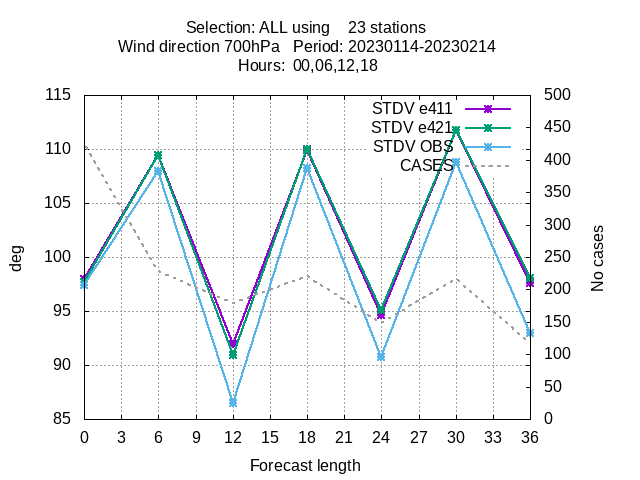 Selection: ALL using    23 stations
Wind direction 700hPa   Period: 20230114-20230214
Hours:  00,06,12,18
STDV e411
STDV e421
STDV OBS
CASES
115
110
105
100
95
90
85
deg
500
450
400
350
300
250
200
150
100
50
0
No cases
0 3 6 9 12 15 18 21 24 27 30 33 36
Forecast length